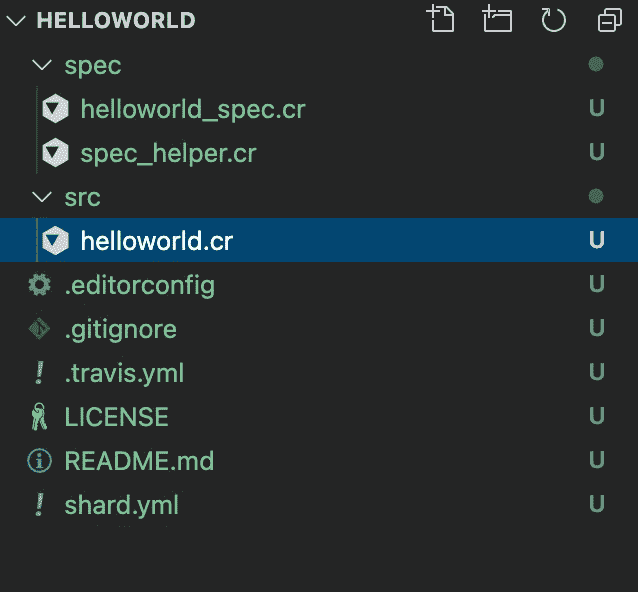 HELLOWORLD
spec
helloworld_spec.cr U
spec_helper.cr U
src
helloworld.cr U
.editorconfig U
.gitignore U
.travis.yml U
LICENSE U
README.md U
shard.yml U